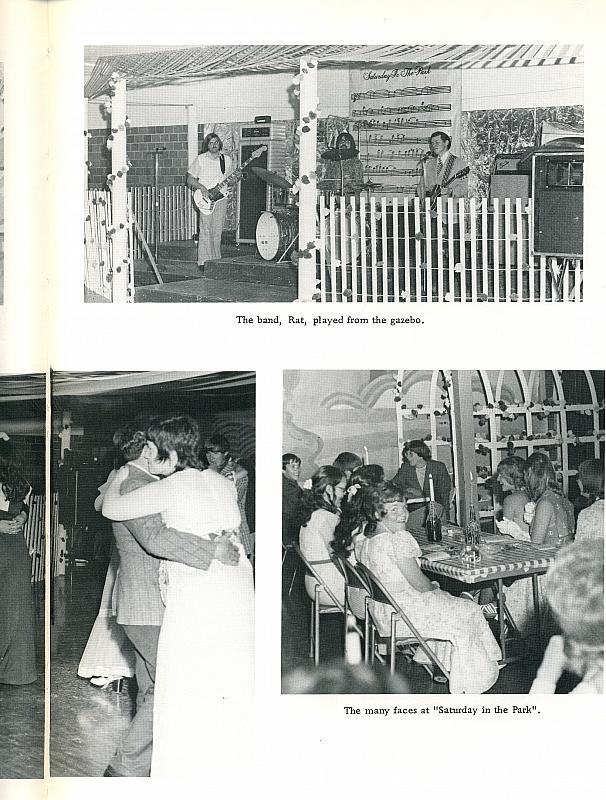 Saturday In The Park
The band, Rat, played from the gazebo.
The many faces at "Saturday in the Park".